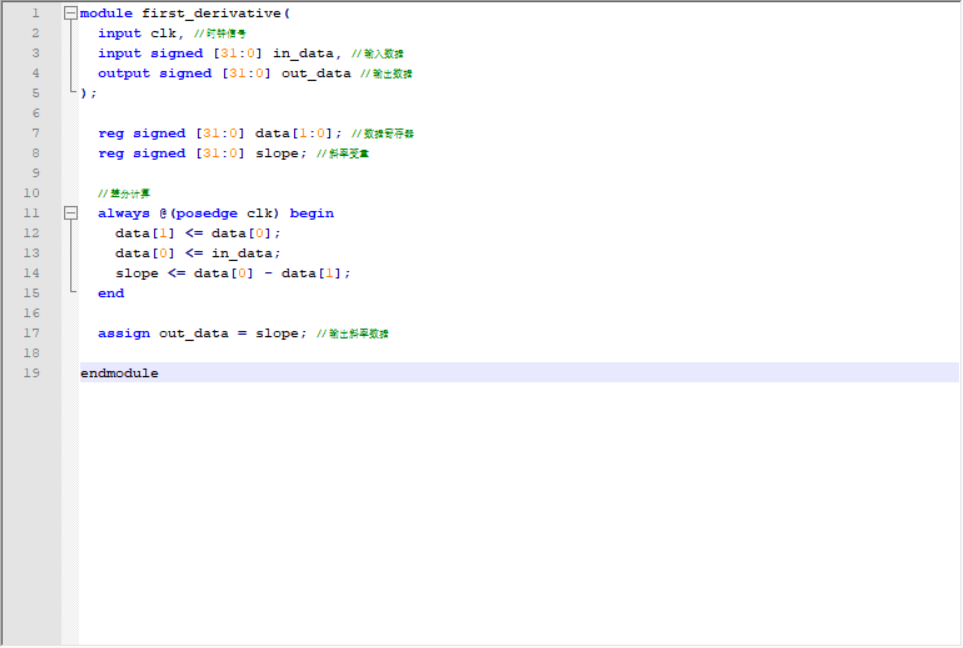 1 module first_derivative(
2 input clk, //时钟信号
3 input signed [31:0] in_data, //输入数据
4 output signed [31:0] out_data //输出数据
5 );
6
7 reg signed [31:0] data[1:0]; //数据寄存器
8 reg signed [31:0] slope; //斜率变量
9
10 //差分计算
11 always @(posedge clk) begin
12 data[1] <= data[0];
13 data[0] <= in_data;
14 slope <= data[0] - data[1];
15 end
16
17 assign out_data = slope; //输出斜率数据
18
19 endmodule